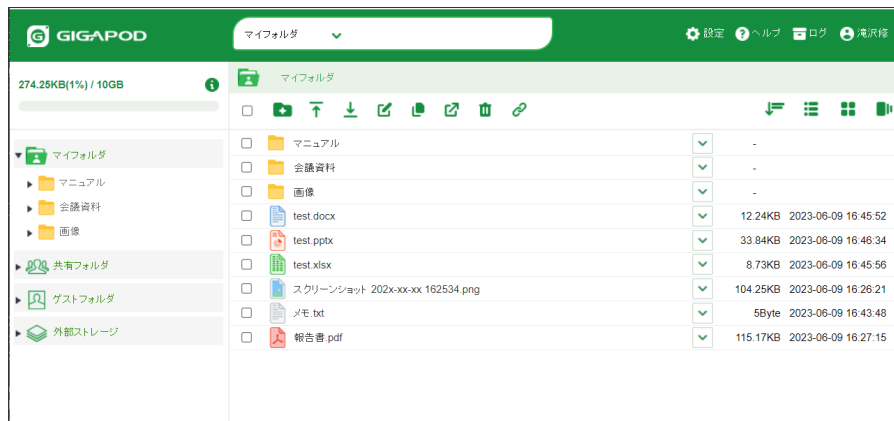 GIGAPOD
マイフォルダ
設定 ヘルプ ログ 滝沢修
274.25KB(1%) / 10GB
マイフォルダ
マイフォルダ
マニュアル
会議資料
画像
共有フォルダ
ゲストフォルダ
外部ストレージ
マニュアル -
会議資料 -
画像 -
test.docx 12.24KB 2023-06-09 16:45:52
test.pptx 33.84KB 2023-06-09 16:46:34
test.xlsx 8.73KB 2023-06-09 16:45:56
スクリーンショット 202x-xx-xx 162534.png 104.25KB 2023-06-09 16:26:21
メモ.txt 5Byte 2023-06-09 16:43:48
報告書.pdf 115.17KB 2023-06-09 16:27:15